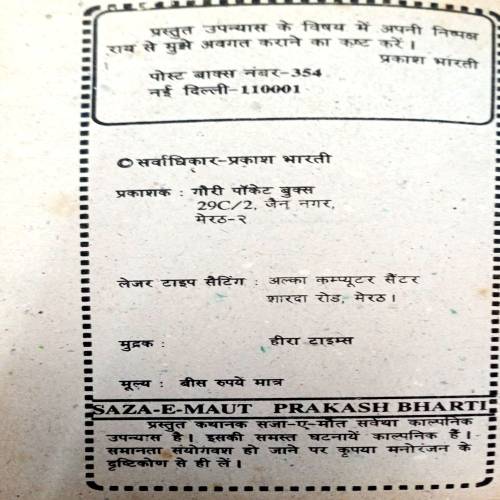 प्रस्तुत उपन्यास के विषय में अपनी निष्पक्ष
राय से मुझे अवगत कराने का कष्ट करें।
प्रकाश भारती
पोस्ट बाक्स नंबर-354
नई दिल्ली-110001
© सर्वाधिकार-प्रकाश भारती
प्रकाशक : गौरी पॉकेट बुक्स
29C/2, जैन नगर,
मेरठ-२
लेजर टाइप सैटिंग : अल्का कम्प्यूटर सैंटर
शारदा रोड, मेरठ।
मुद्रक : हीरा टाइम्स
मूल्य : बीस रुपयें मात्र
SAZA-E-MAUT PRAKASH BHARTI
प्रस्तुत कथानक सजा-ए-मौत सर्वथा काल्पनिक
उपन्यास है। इसकी समस्त घटनायें काल्पनिक हैं।
समानता संयोगवश हो जाने पर कृपया मनोरंजन के
दृष्टिकोण से ही लें।